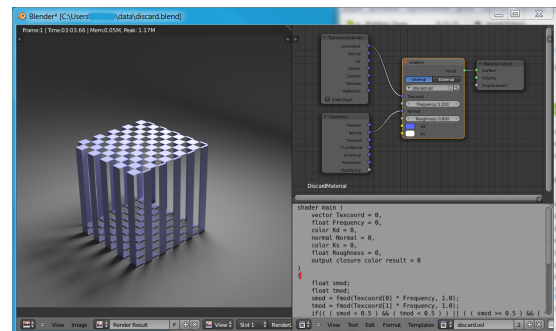 Blender* [C:\Users\ \data\discard.blend]
Frame:1 | Time:03:03.66 | Mem:0.05M, Peak: 1.17M
Texture Coordinate
Generated
Normal
UV
Object
Camera
Window
Reflection
From Dupli
Geometry
Position
Normal
Tangent
True Normal
Incoming
Parametric
Backfacing
Shader
result
Internal External
discard.osl
Texcoord
Frequency: 5.100
Normal
Roughness: 0.800
Kd
Ks
Material Output
Surface
Volume
Displacement
DiscardMaterial
shader main (
vector Texcoord = 0,
float Frequency = 0,
color Kd = 0,
normal Normal = 0,
color Ks = 0,
float Roughness = 0,
output closure color result = 0
)
{
float smod;
float tmod;
smod = fmod(Texcoord[0] * Frequency, 1.0);
tmod = fmod(Texcoord[1] * Frequency, 1.0);
if(( ( smod < 0.5 ) && ( tmod < 0.5 ) ) || ( ( smod >= 0.5 ) && (
View Image Render Result F View Slot 1 RenderL
View Text Edit Format Templates discard.osl 2